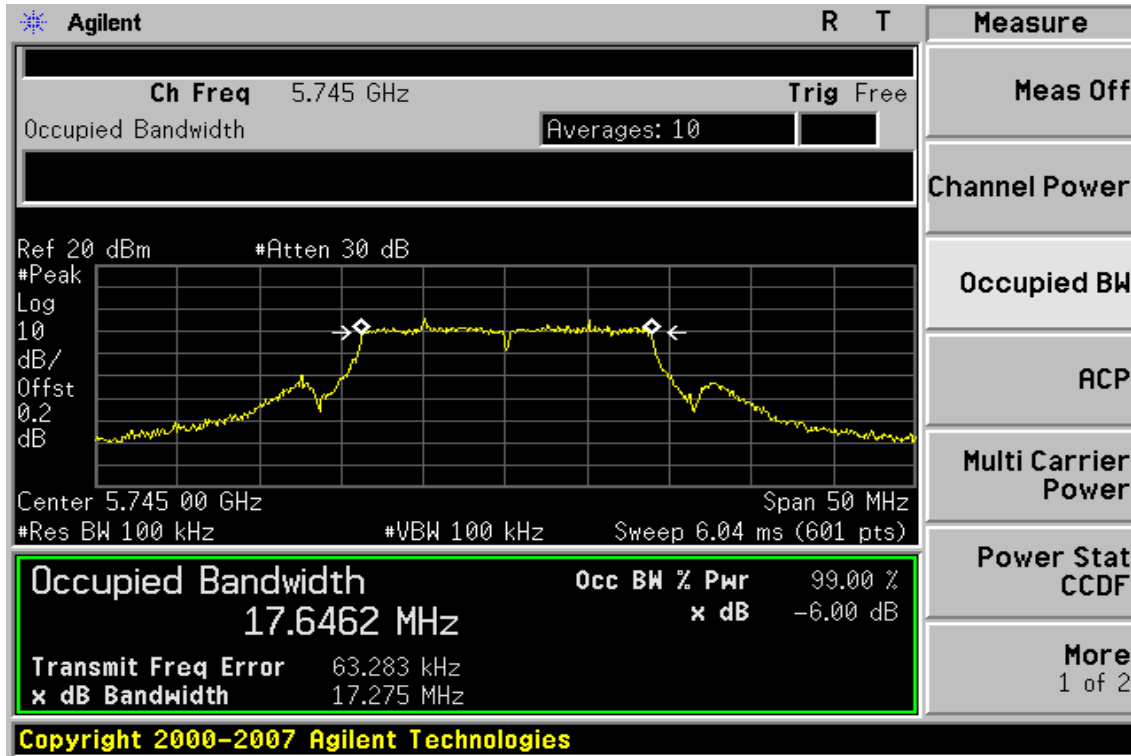 Agilent R T Measure
Ch Freq 5.745 GHz Trig Free
Meas Off
Occupied Bandwidth Averages: 10
Channel Power
Ref 20 dBm #Atten 30 dB
#Peak
Log
10
dB/
Offst
0.2
dB
Occupied BW
ACP
Multi Carrier
Power
Center 5.745 00 GHz Span 50 MHz
#Res BW 100 kHz #VBW 100 kHz Sweep 6.04 ms (601 pts)
Occupied Bandwidth Occ BW % Pwr 99.00 %
17.6462 MHz x dB -6.00 dB
Transmit Freq Error 63.283 kHz
x dB Bandwidth 17.275 MHz
Power Stat
CCDF
More
1 of 2
Copyright 2000-2007 Agilent Technologies